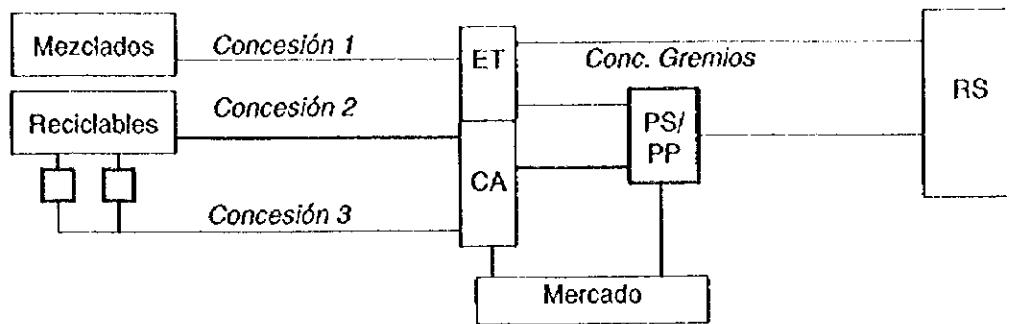 Mezclados
Concesión 1
ET
Conc. Gremios
RS
Reciclables
Concesión 2
PS/
PP
CA
Concesión 3
Mercado